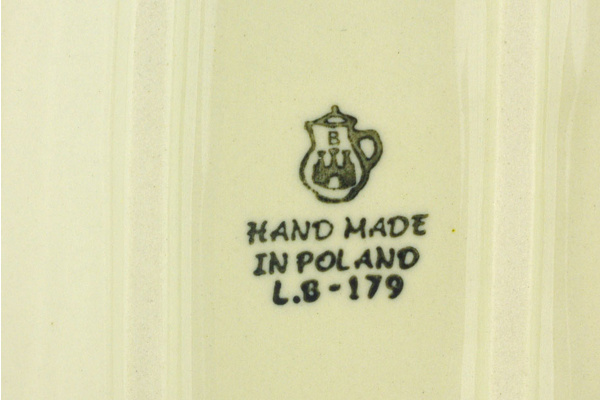 B
HAND MADE
IN POLAND
L.B-179